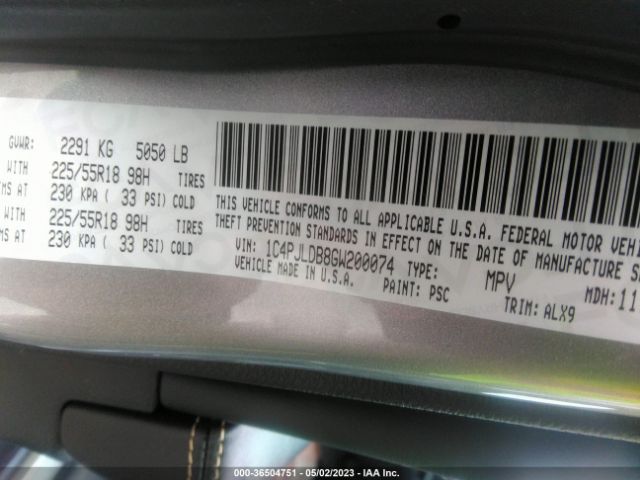 GVWR: 2291 KG 5050 LB
WITH 225/55R18 98H TIRES
MS AT 230 KPA ( 33 PSI) COLD
WITH 225/55R18 98H TIRES
MS AT 230 KPA ( 33 PSI) COLD
THIS VEHICLE CONFORMS TO ALL APPLICABLE U.S.A. FEDERAL MOTOR VEHI
THEFT PREVENTION STANDARDS IN EFFECT ON THE DATE OF MANUFACTURE S
VIN: 1C4PJLDB8GW200074 TYPE: MPV MDH: 11
VEHICLE MADE IN U.S.A. PAINT: PSC TRIM: ALX9
000-36504751 - 05/02/2023 - IAA Inc.